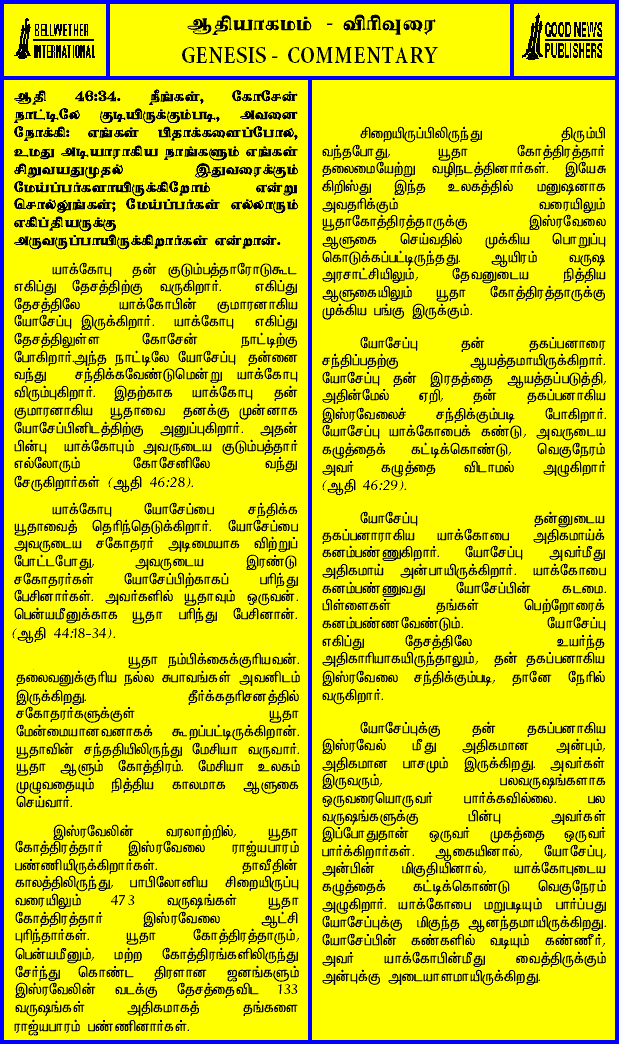 BELLWETHER
INTERNATIONAL
ஆதியாகமம் - விரிவுரை
GENESIS - COMMENTARY
GOOD NEWS
PUBLISHERS
ஆதி 46:34. நீங்கள், கோசேன்
நாட்டிலே குடியிருக்கும்படி, அவனை
நோக்கி: எங்கள் பிதாக்களைப்போல,
உமது அடியாராகிய நாங்களும் எங்கள்
சிறுவயதுமுதல் இதுவரைக்கும்
மேய்ப்பர்களாயிருக்கிறோம் என்று
சொல்லுங்கள்; மேய்ப்பர்கள் எல்லாரும்
எகிப்தியருக்கு
அருவருப்பாயிருக்கிறார்கள் என்றான்.
யாக்கோபு தன் குடும்பத்தாரோடுகூட
எகிப்து தேசத்திற்கு வருகிறார். எகிப்து
தேசத்திலே யாக்கோபின் குமாரனாகிய
யோசேப்பு இருக்கிறார். யாக்கோபு எகிப்து
தேசத்திலுள்ள கோசேன் நாட்டிற்கு
போகிறார்.அந்த நாட்டிலே யோசேப்பு தன்னை
வந்து சந்திக்கவேண்டுமென்று யாக்கோபு
விரும்புகிறார். இதற்காக யாக்கோபு தன்
குமாரனாகிய யூதாவை தனக்கு முன்னாக
யோசேப்பினிடத்திற்கு அனுப்புகிறார். அதன்
பின்பு யாக்கோபும் அவருடைய குடும்பத்தார்
எல்லோரும் கோசேனிலே வந்து
சேருகிறார்கள் (ஆதி 46:28).
யாக்கோபு யோசேப்பை சந்திக்க
யூதாவைத் தெரிந்தெடுக்கிறார். யோசேப்பை
அவருடைய சகோதரர் அடிமையாக விற்றுப்
போட்டபோது, அவருடைய இரண்டு
சகோதரர்கள் யோசேப்பிற்காகப் பரிந்து
பேசினார்கள். அவர்களில் யூதாவும் ஒருவன்.
பென்யமீனுக்காக யூதா பரிந்து பேசினான்.
(ஆதி 44:18-34).
யூதா நம்பிக்கைக்குரியவன்.
தலைவனுக்குரிய நல்ல சுபாவங்கள் அவனிடம்
இருக்கிறது. தீர்க்கதரிசனத்தில்
சகோதரர்களுக்குள் யூதா
மேன்மையானவனாகக் கூறப்பட்டிருக்கிறான்.
யூதாவின் சந்ததியிலிருந்து மேசியா வருவார்.
யூதா ஆளும் கோத்திரம். மேசியா உலகம்
முழுவதையும் நித்திய காலமாக ஆளுகை
செய்வார்.
இஸ்ரவேலின் வரலாற்றில், யூதா
கோத்திரத்தார் இஸ்ரவேலை ராஜ்யபாரம்
பண்ணியிருக்கிறார்கள். தாவீதின்
காலத்திலிருந்து, பாபிலோனிய சிறையிருப்பு
வரையிலும் 473 வருஷங்கள் யூதா
கோத்திரத்தார் இஸ்ரவேலை ஆட்சி
புரிந்தார்கள். யூதா கோத்திரத்தாரும்,
பென்யமீனும், மற்ற கோத்திரங்களிலிருந்து
சேர்ந்து கொண்ட திரளான ஜனங்களும்
இஸ்ரவேலின் வடக்கு தேசத்தைவிட 133
வருஷங்கள் அதிகமாகத் தங்களை
ராஜ்யபாரம் பண்ணினார்கள்.
சிறையிருப்பிலிருந்து திரும்பி
வந்தபோது, யூதா கோத்திரத்தார்
தலைமையேற்று வழிநடத்தினார்கள். இயேசு
கிறிஸ்து இந்த உலகத்தில் மனுஷனாக
அவதரிக்கும் வரையிலும்
யூதாகோத்திரத்தாருக்கு இஸ்ரவேலை
ஆளுகை செய்வதில் முக்கிய பொறுப்பு
கொடுக்கப்பட்டிருந்தது. ஆயிரம் வருஷ
அரசாட்சியிலும், தேவனுடைய நித்திய
ஆளுகையிலும் யூதா கோத்திரத்தாருக்கு
முக்கிய பங்கு இருக்கும்.
யோசேப்பு தன் தகப்பனாரை
சந்திப்பதற்கு ஆயத்தமாயிருக்கிறார்.
யோசேப்பு தன் இரதத்தை ஆயத்தப்படுத்தி,
அதின்மேல் ஏறி, தன் தகப்பனாகிய
இஸ்ரவேலைச் சந்திக்கும்படி போகிறார்.
யோசேப்பு யாக்கோபைக் கண்டு, அவருடைய
கழுத்தைக் கட்டிக்கொண்டு, வெகுநேரம்
அவர் கழுத்தை விடாமல் அழுகிறார்
(ஆதி 46:29).
யோசேப்பு தன்னுடைய
தகப்பனாராகிய யாக்கோபை அதிகமாய்க்
கனம்பண்ணுகிறார். யோசேப்பு அவர்மீது
அதிகமாய் அன்பாயிருக்கிறார். யாக்கோபை
கனம்பண்ணுவது யோசேப்பின் கடமை.
பிள்ளைகள் தங்கள் பெற்றோரைக்
கனம்பண்ணவேண்டும். யோசேப்பு
எகிப்து தேசத்திலே உயர்ந்த
அதிகாரியாகயிருந்தாலும், தன் தகப்பனாகிய
இஸ்ரவேலை சந்திக்கும்படி, தானே நேரில்
வருகிறார்.
யோசேப்புக்கு தன் தகப்பனாகிய
இஸ்ரவேல் மீது அதிகமான அன்பும்,
அதிகமான பாசமும் இருக்கிறது. அவர்கள்
இருவரும், பலவருஷங்களாக
ஒருவரையொருவர் பார்க்கவில்லை. பல
வருஷங்களுக்கு பின்பு அவர்கள்
இப்போதுதான் ஒருவர் முகத்தை ஒருவர்
பார்க்கிறார்கள். ஆகையினால், யோசேப்பு,
அன்பின் மிகுதியினால், யாக்கோபுடைய
கழுத்தைக் கட்டிக்கொண்டு வெகுநேரம்
அழுகிறார். யாக்கோபை மறுபடியும் பார்ப்பது
யோசேப்புக்கு மிகுந்த ஆனந்தமாயிருக்கிறது.
யோசேப்பின் கண்களில் வடியும் கண்ணீர்,
அவர் யாக்கோபின்மீது வைத்திருக்கும்
அன்புக்கு அடையாளமாயிருக்கிறது.